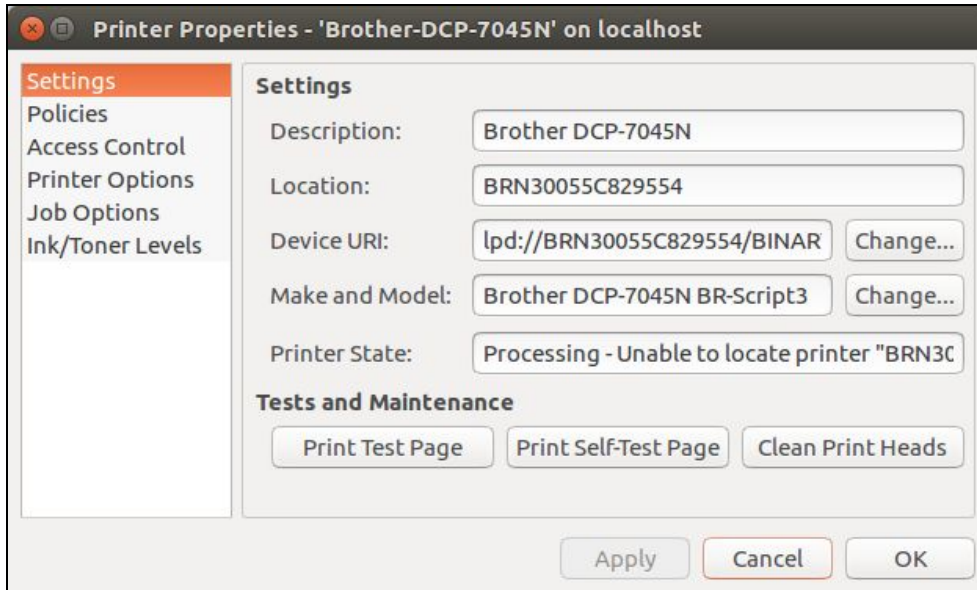 Printer Properties - 'Brother-DCP-7045N' on localhost
Settings
Policies
Access Control
Printer Options
Job Options
Ink/Toner Levels
Settings
Description: Brother DCP-7045N
Location: BRN30055C829554
Device URI: lpd://BRN30055C829554/BINAR Change...
Make and Model: Brother DCP-7045N BR-Script3 Change...
Printer State: Processing - Unable to locate printer "BRN30
Tests and Maintenance
Print Test Page Print Self-Test Page Clean Print Heads
Apply Cancel OK